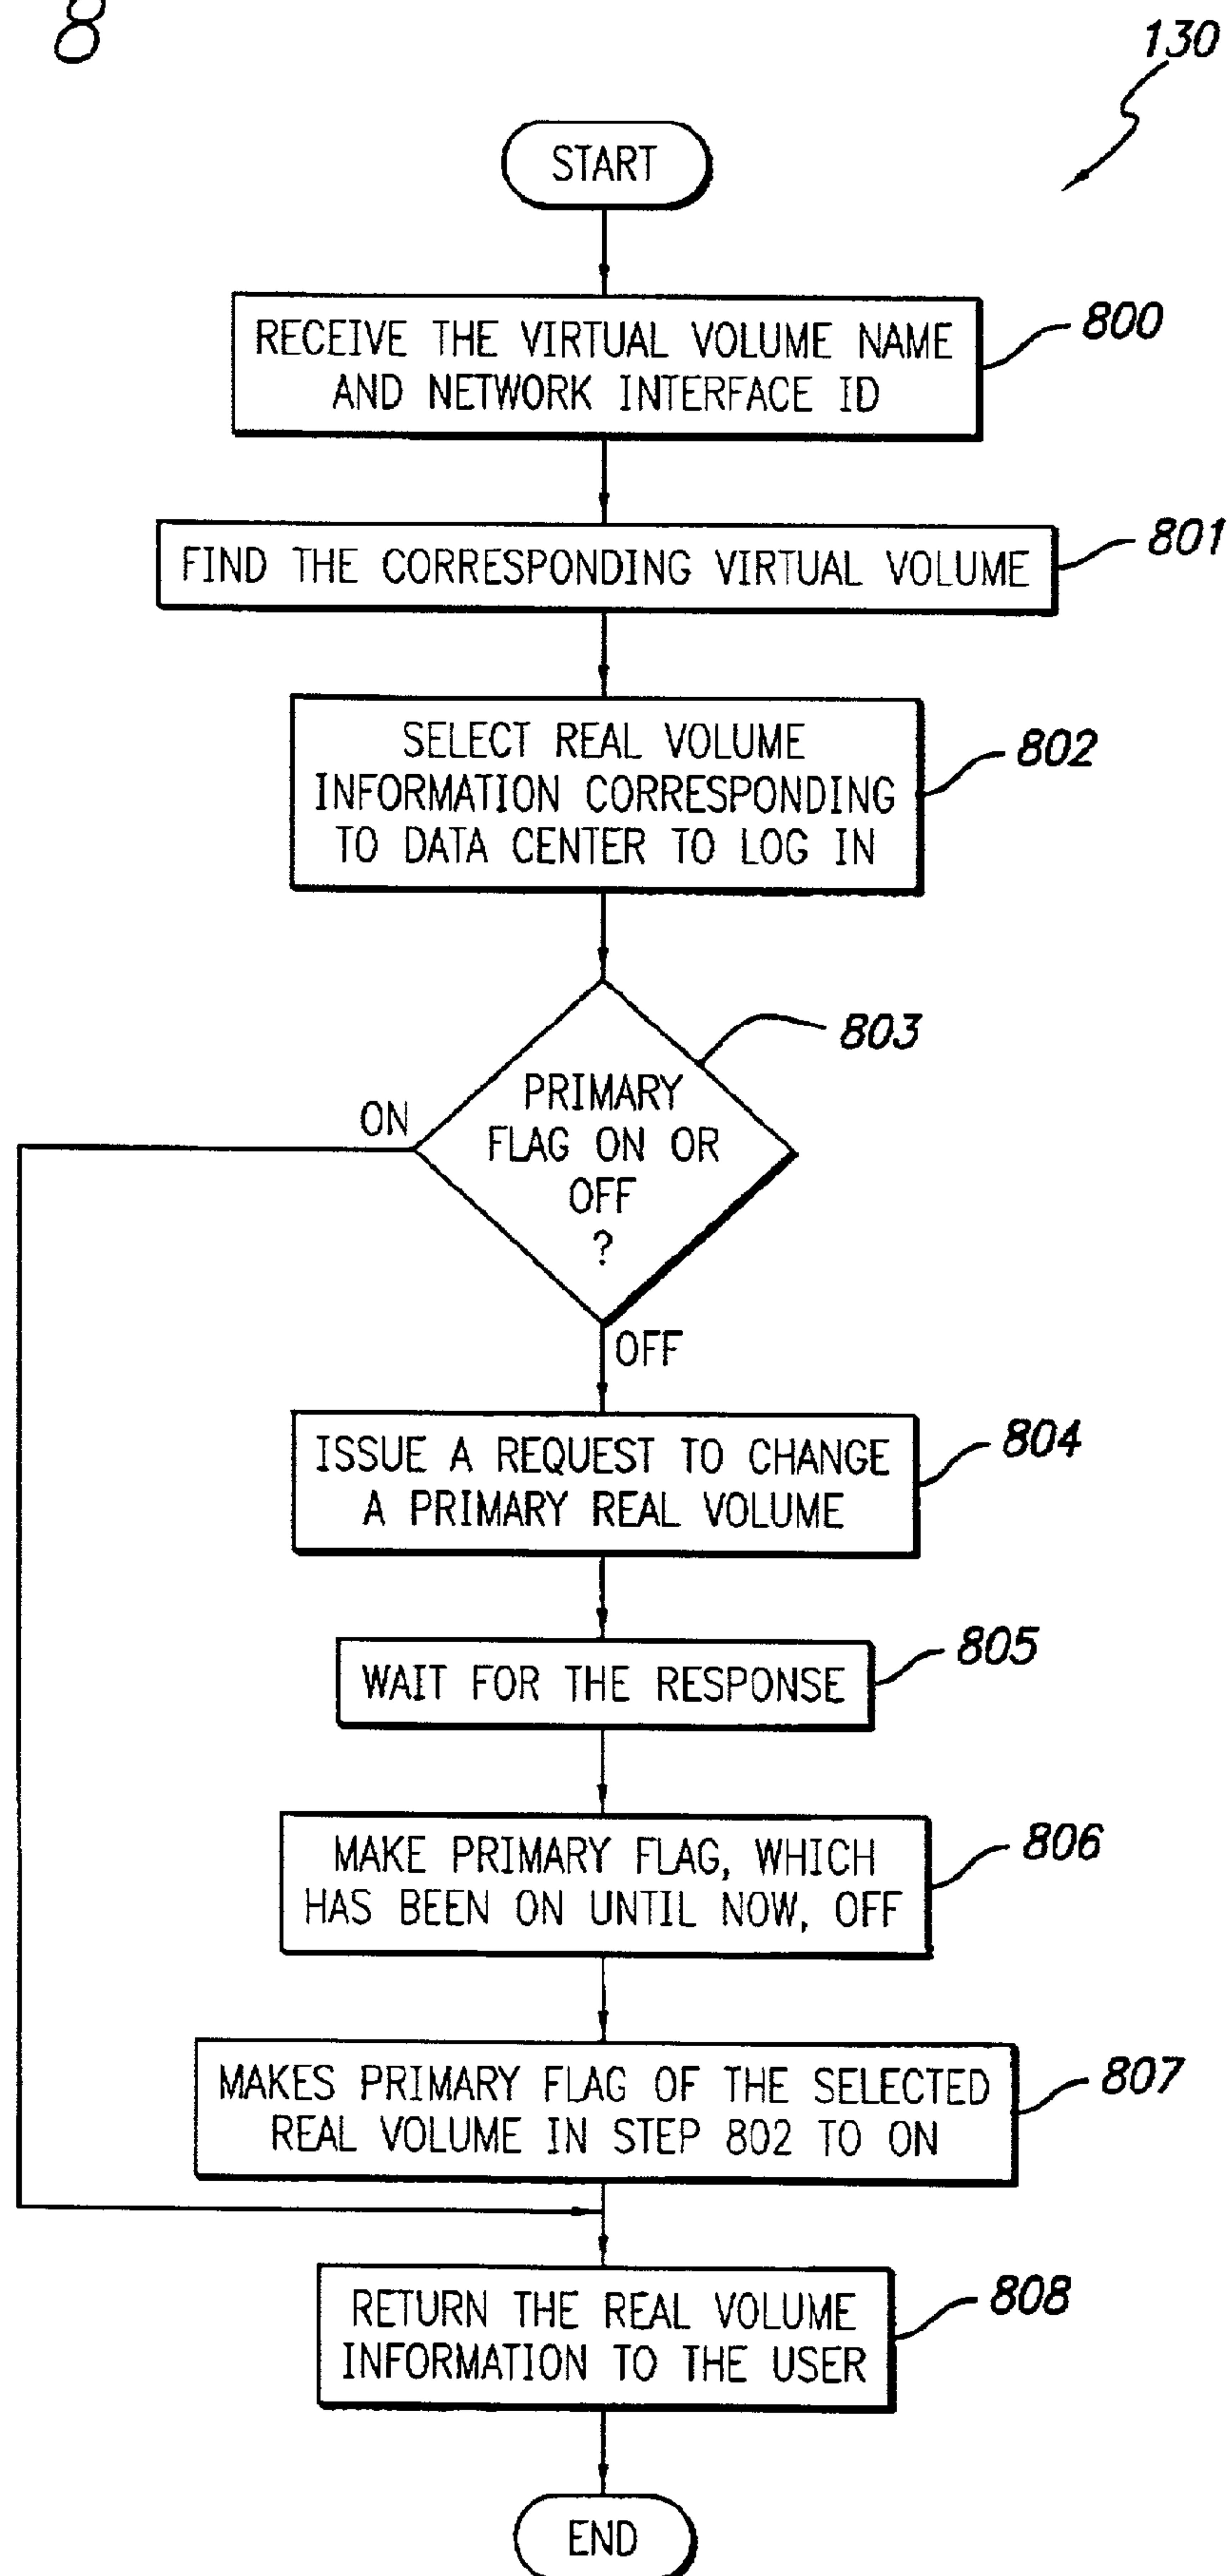 8
130
START
RECEIVE THE VIRTUAL VOLUME NAME
AND NETWORK INTERFACE ID
800
FIND THE CORRESPONDING VIRTUAL VOLUME
801
SELECT REAL VOLUME
INFORMATION CORRESPONDING
TO DATA CENTER TO LOG IN
802
803
PRIMARY
FLAG ON OR
OFF
?
ON
OFF
ISSUE A REQUEST TO CHANGE
A PRIMARY REAL VOLUME
804
WAIT FOR THE RESPONSE
805
MAKE PRIMARY FLAG, WHICH
HAS BEEN ON UNTIL NOW, OFF
806
MAKES PRIMARY FLAG OF THE SELECTED
REAL VOLUME IN STEP 802 TO ON
807
RETURN THE REAL VOLUME
INFORMATION TO THE USER
808
END